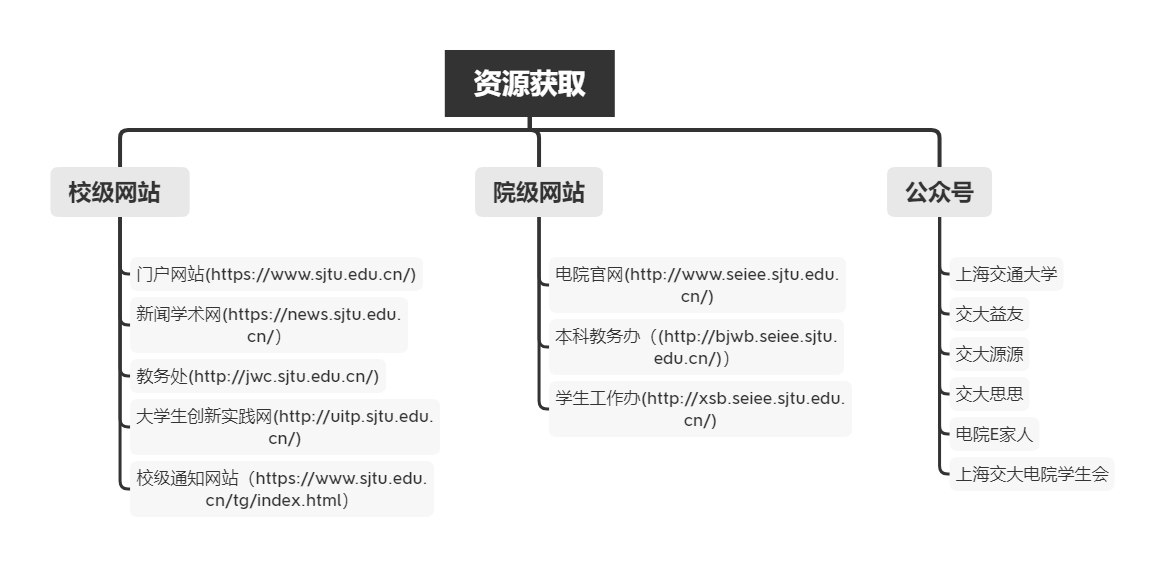 资源获取
校级网站
门户网站(https://www.sjtu.edu.cn/)
新闻学术网(https://news.sjtu.edu.
cn/）
教务处(http://jwc.sjtu.edu.cn/)
大学生创新实践网(http://uitp.sjtu.edu.
cn/)
校级通知网站（https://www.sjtu.edu.
cn/tg/index.html）
院级网站
电院官网(http://www.seiee.sjtu.edu.
cn/)
本科教务办（(http://bjwb.seiee.sjtu.
edu.cn/)）
学生工作办(http://xsb.seiee.sjtu.edu.
cn/)
公众号
上海交通大学
交大益友
交大源源
交大思思
电院E家人
上海交大电院学生会